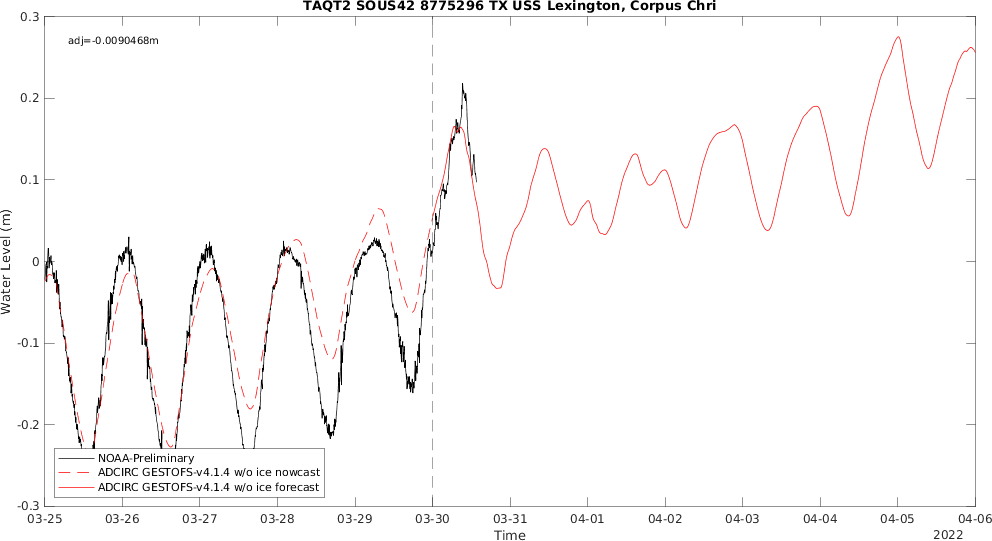 TAQT2 SOUS42 8775296 TX USS Lexington, Corpus Chri
adj=-0.0090468m
0.3
0.2
0.1
0
-0.1
-0.2
-0.3
Water Level (m)
NOAA-Preliminary
ADCIRC GESTOFS-v4.1.4 w/o ice nowcast
ADCIRC GESTOFS-v4.1.4 w/o ice forecast
03-25 03-26 03-27 03-28 03-29 03-30 03-31 04-01 04-02 04-03 04-04 04-05 04-06
Time
2022